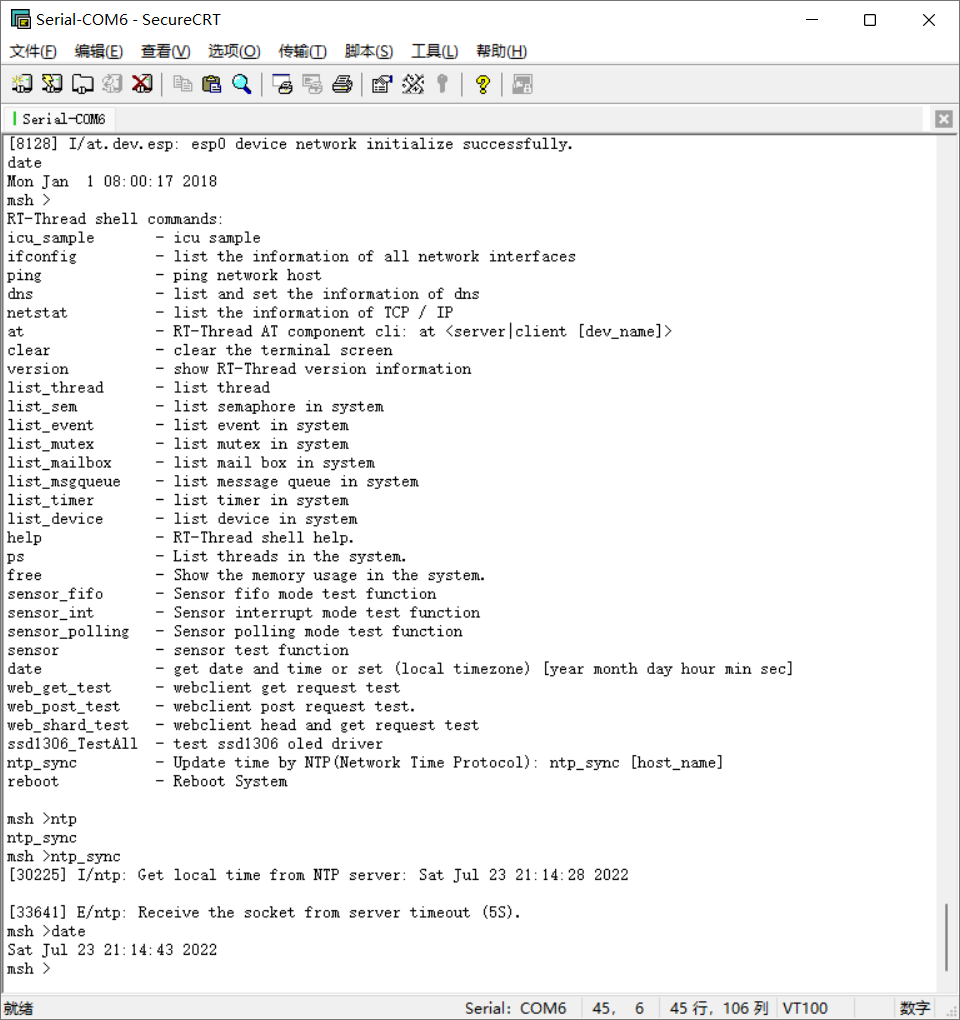 Serial-COM6 - SecureCRT
文件(F) 编辑(E) 查看(V) 选项(O) 传输(T) 脚本(S) 工具(L) 帮助(H)
Serial-COM6
[8128] I/at.dev.esp: esp0 device network initialize successfully.
date
Mon Jan  1 08:00:17 2018
msh >
RT-Thread shell commands:
icu_sample       - icu sample
ifconfig         - list the information of all network interfaces
ping             - ping network host
dns              - list and set the information of dns
netstat          - list the information of TCP / IP
at               - RT-Thread AT component cli: at <server|client [dev_name]>
clear            - clear the terminal screen
version          - show RT-Thread version information
list_thread      - list thread
list_sem         - list semaphore in system
list_event       - list event in system
list_mutex       - list mutex in system
list_mailbox     - list mail box in system
list_msgqueue    - list message queue in system
list_timer       - list timer in system
list_device      - list device in system
help             - RT-Thread shell help.
ps               - List threads in the system.
free             - Show the memory usage in the system.
sensor_fifo      - Sensor fifo mode test function
sensor_int       - Sensor interrupt mode test function
sensor_polling   - Sensor polling mode test function
sensor           - sensor test function
date             - get date and time or set (local timezone) [year month day hour min sec]
web_get_test     - webclient get request test
web_post_test    - webclient post request test.
web_shard_test   - webclient head and get request test
ssd1306_TestAll  - test ssd1306 oled driver
ntp_sync         - Update time by NTP(Network Time Protocol): ntp_sync [host_name]
reboot           - Reboot System
msh >ntp
ntp_sync
msh >ntp_sync
[30225] I/ntp: Get local time from NTP server: Sat Jul 23 21:14:28 2022
[33641] E/ntp: Receive the socket from server timeout (5S).
msh >date
Sat Jul 23 21:14:43 2022
msh >
就绪 Serial: COM6 45, 6 45 行, 106 列 VT100 数字